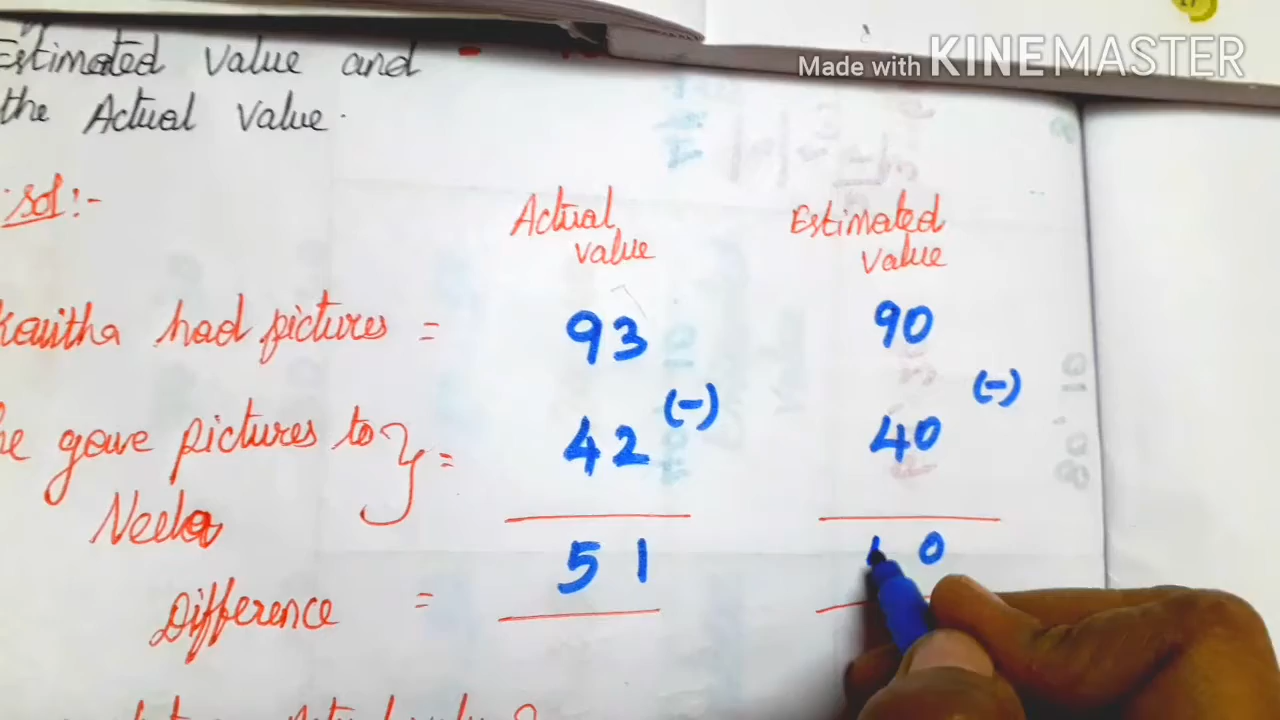 Made with KINEMASTER
Estimated Value and
the Actual Value.
Sol:-
Actual value
Estimated value
Kavitha had pictures = 93 90
gave pictures to } = 42 (-) 40 (-)
Neela
Difference = 51 0